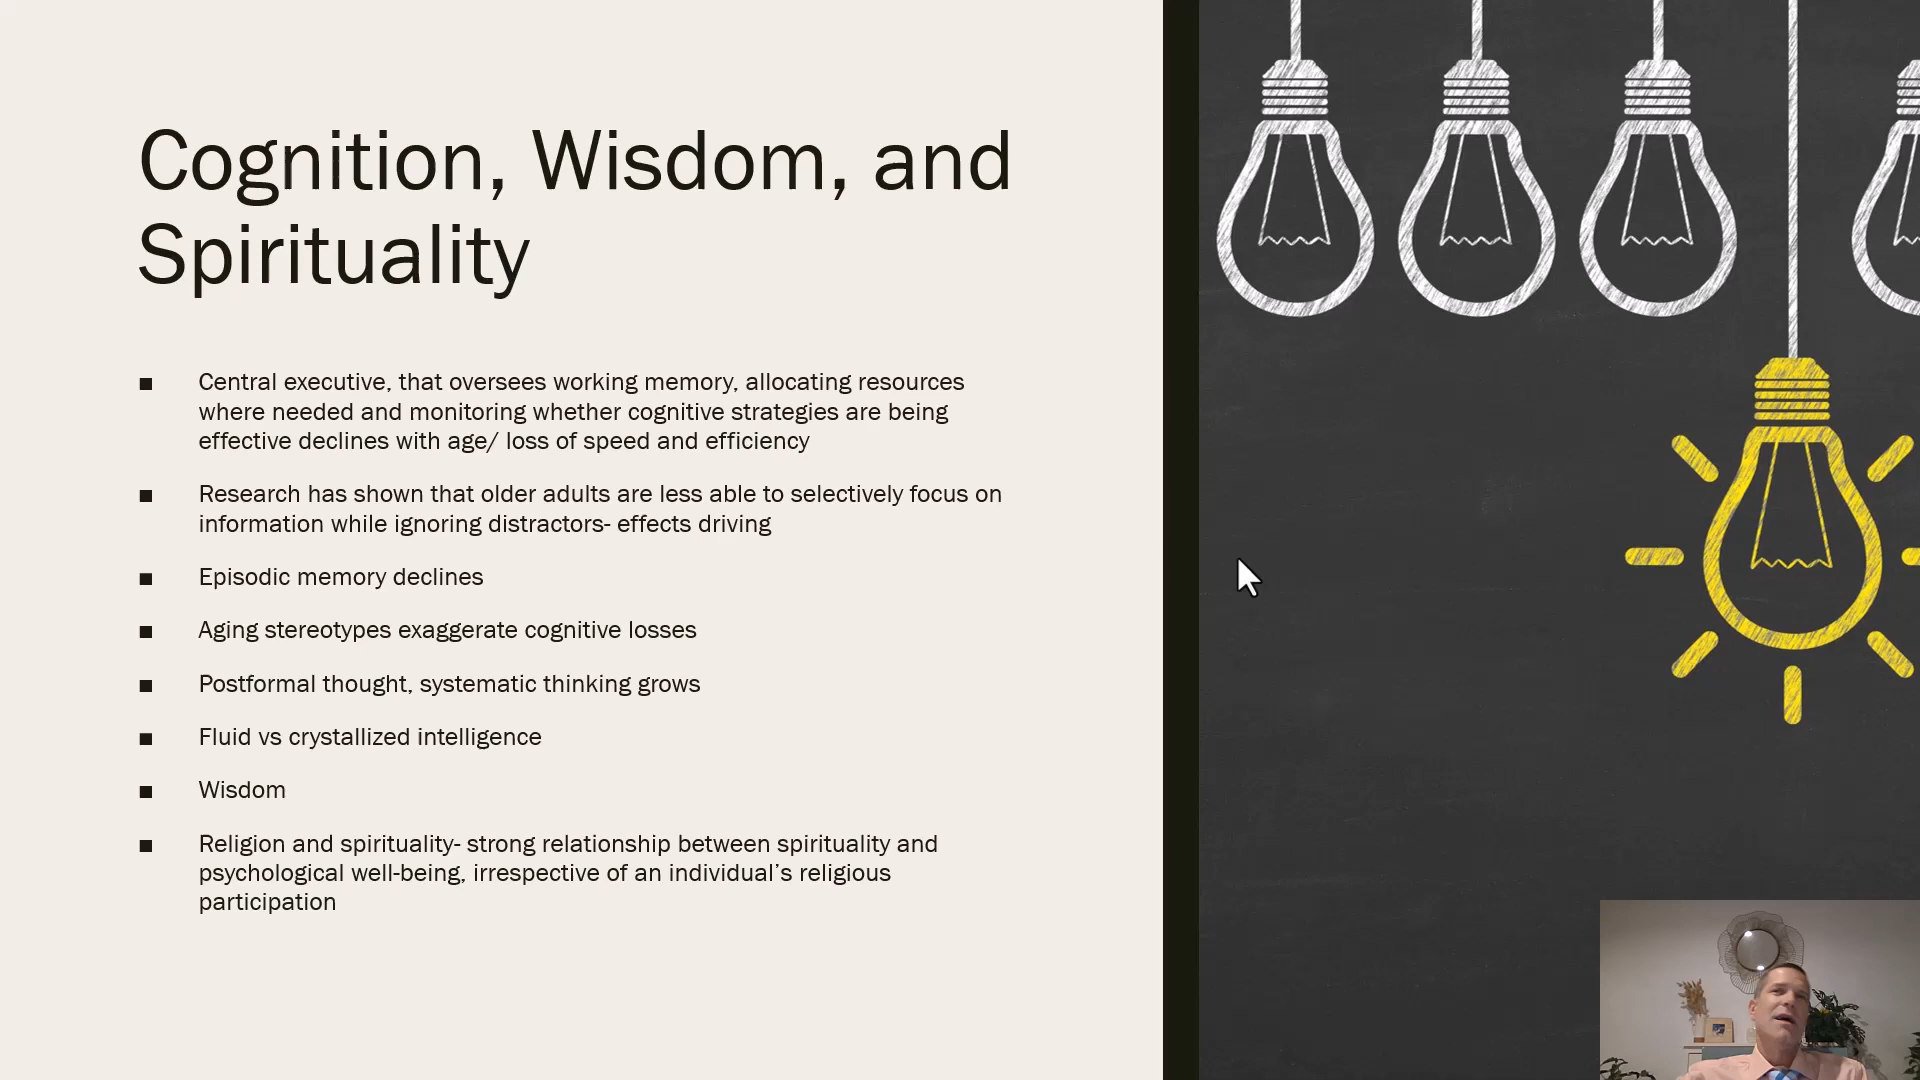 Cognition, Wisdom, and
Spirituality
■ Central executive, that oversees working memory, allocating resources
where needed and monitoring whether cognitive strategies are being
effective declines with age/ loss of speed and efficiency
■ Research has shown that older adults are less able to selectively focus on
information while ignoring distractors- effects driving
■ Episodic memory declines
■ Aging stereotypes exaggerate cognitive losses
■ Postformal thought, systematic thinking grows
■ Fluid vs crystallized intelligence
■ Wisdom
■ Religion and spirituality- strong relationship between spirituality and
psychological well-being, irrespective of an individual’s religious
participation